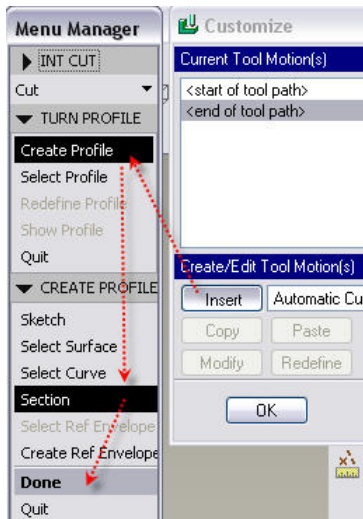 Menu Manager
INT CUT
Cut
TURN PROFILE
Create Profile
Select Profile
Redefine Profile
Show Profile
Quit
CREATE PROFILE
Sketch
Select Surface
Select Curve
Section
Select Ref Envelope
Create Ref Envelope
Done
Quit
Customize
Current Tool Motion(s)
<start of tool path>
<end of tool path>
Create/Edit Tool Motion(s)
Insert Automatic Cu
Copy Paste
Modify Redefine
OK